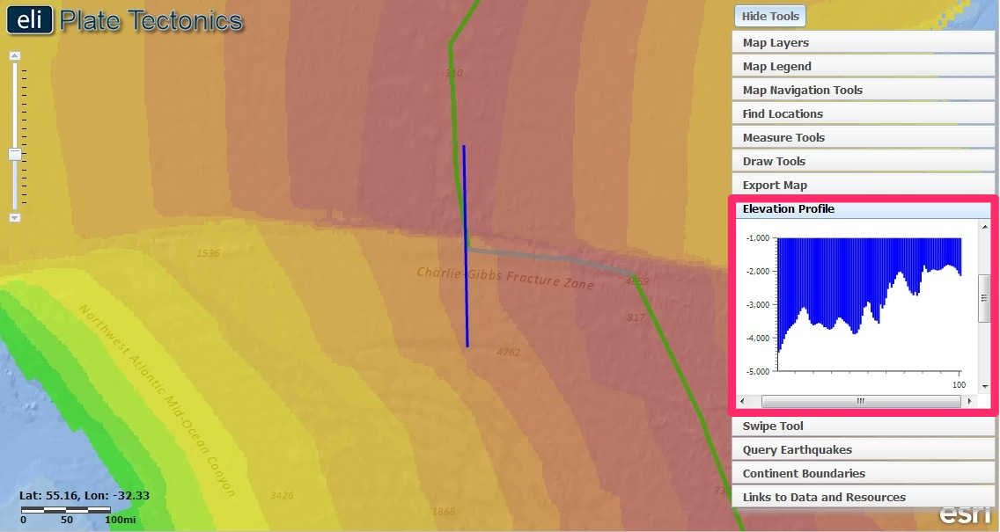 eli Plate Tectonics
310
1536
Charlie-Gibbs Fracture Zone
4859
817
Northwest Atlantic Mid-Ocean Canyon
4762
3426
1868
Lat: 55.16, Lon: -32.33
0 50 100mi
Hide Tools
Map Layers
Map Legend
Map Navigation Tools
Find Locations
Measure Tools
Draw Tools
Export Map
Elevation Profile
-1,000
-2,000
-3,000
-4,000
-5,000
100
Swipe Tool
Query Earthquakes
Continent Boundaries
Links to Data and Resources
esri